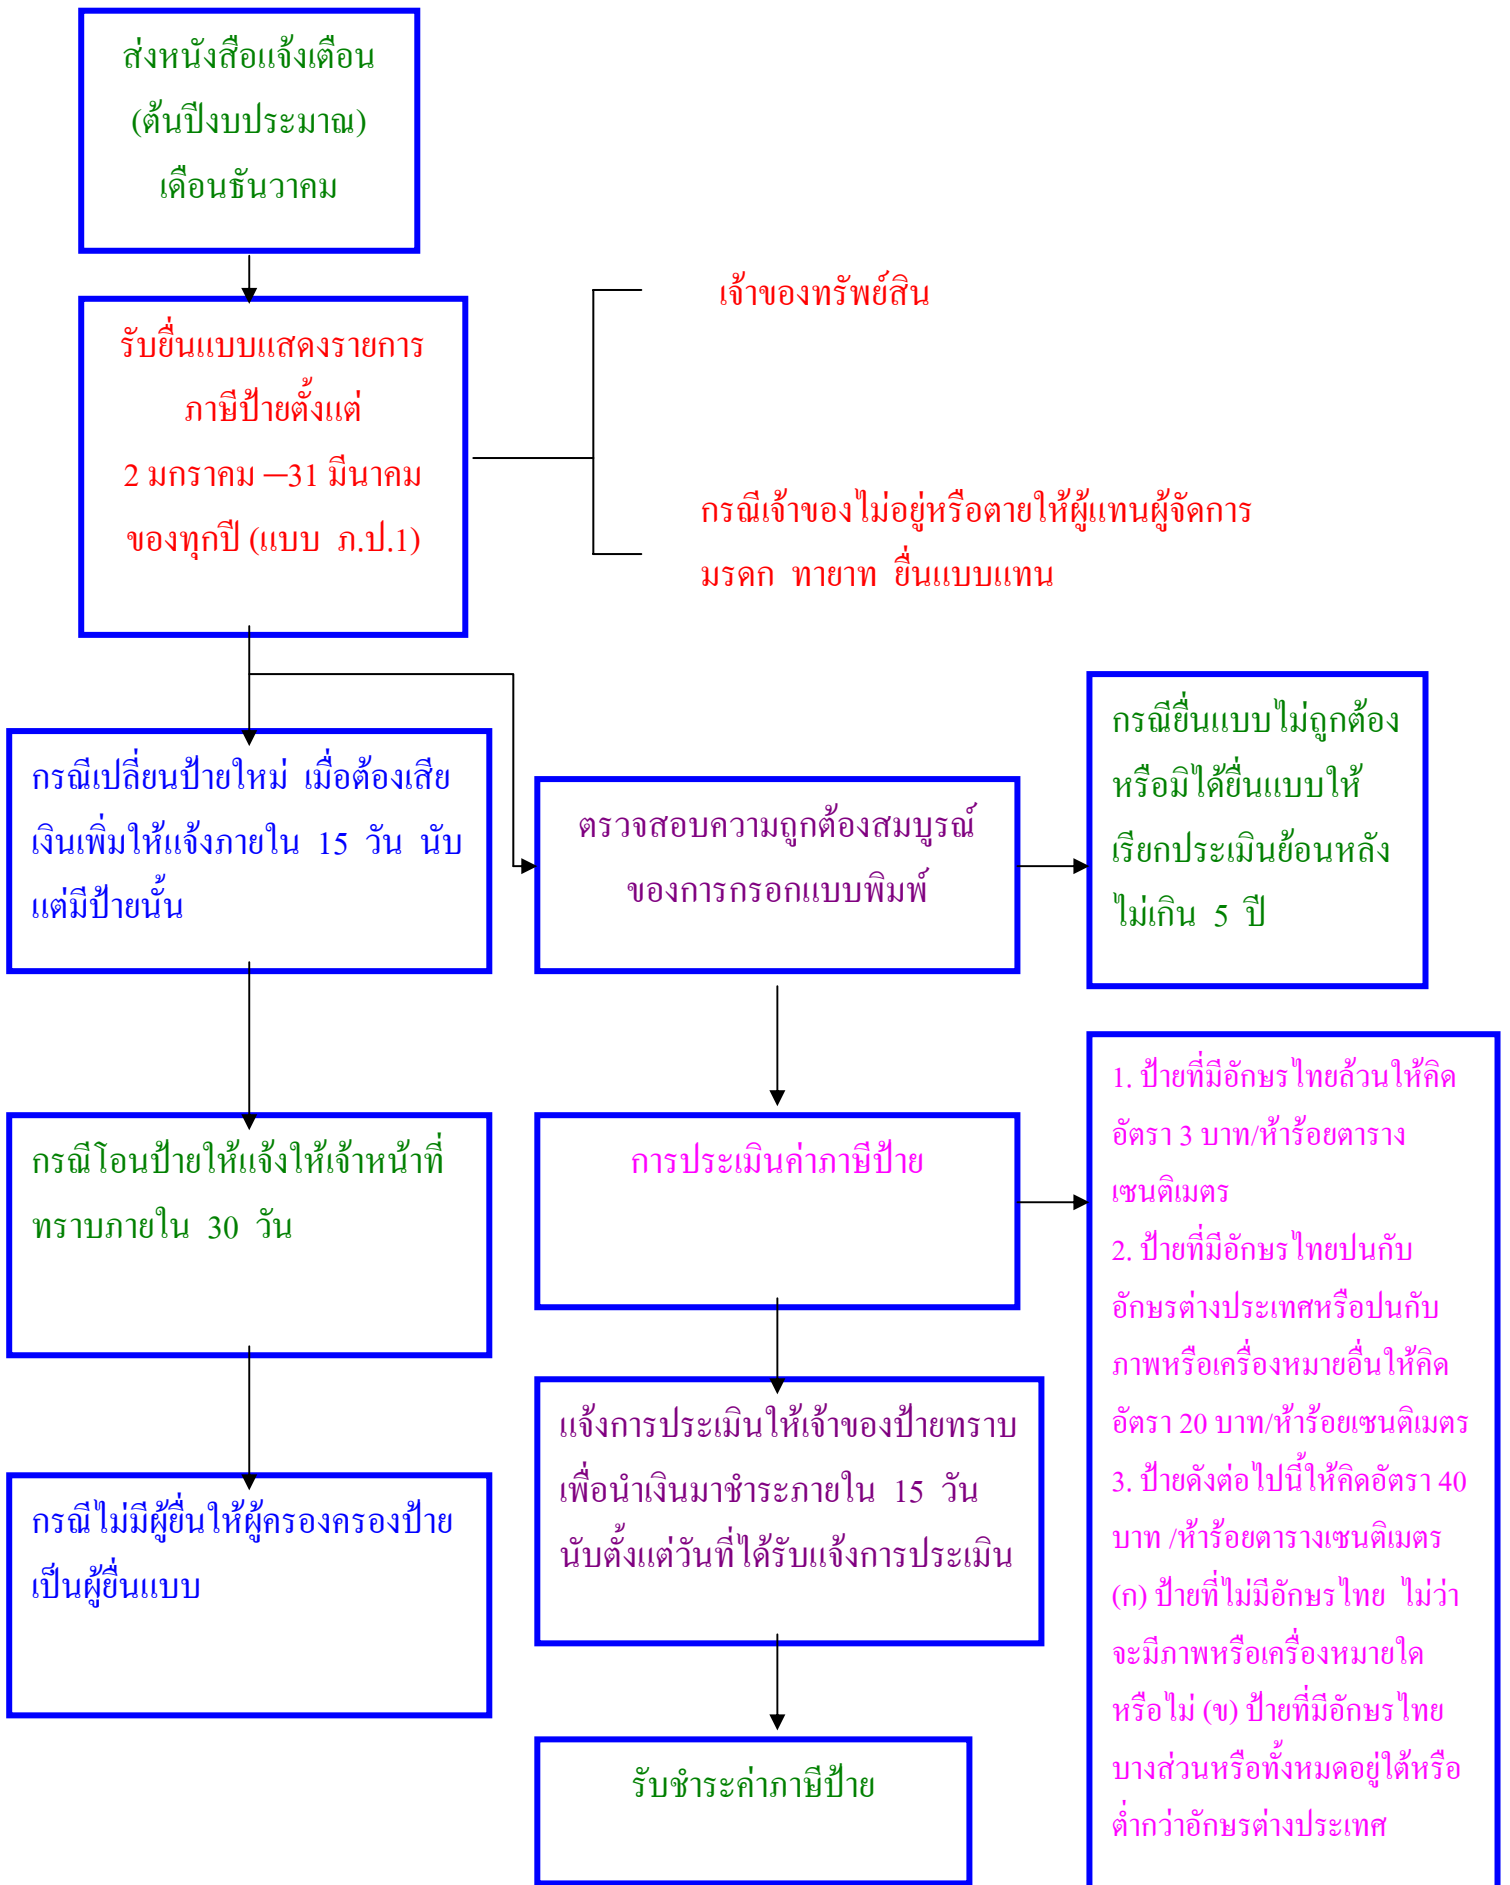 ส่งหนังสือแจ้งเตือน
(ต้นปีงบประมาณ)
เดือนธันวาคม
รับยื่นแบบแสดงรายการ
ภาษีป้ายตั้งแต่
2 มกราคม –31 มีนาคม
ของทุกปี (แบบ ภ.ป.1)
เจ้าของทรัพย์สิน
กรณีเจ้าของไม่อยู่หรือตายให้ผู้แทนผู้จัดการ
มรดก ทายาท ยื่นแบบแทน
กรณีเปลี่ยนป้ายใหม่ เมื่อต้องเสีย
เงินเพิ่มให้แจ้งภายใน 15 วัน นับ
แต่มีป้ายนั้น
ตรวจสอบความถูกต้องสมบูรณ์
ของการกรอกแบบพิมพ์
กรณียื่นแบบไม่ถูกต้อง
หรือมิได้ยื่นแบบให้
เรียกประเมินย้อนหลัง
ไม่เกิน 5 ปี
กรณีโอนป้ายให้แจ้งให้เจ้าหน้าที่
ทราบภายใน 30 วัน
การประเมินค่าภาษีป้าย
1. ป้ายที่มีอักษรไทยล้วนให้คิด
อัตรา 3 บาท/ห้าร้อยตาราง
เซนติเมตร
2. ป้ายที่มีอักษรไทยปนกับ
อักษรต่างประเทศหรือปนกับ
ภาพหรือเครื่องหมายอื่นให้คิด
อัตรา 20 บาท/ห้าร้อยเซนติเมตร
3. ป้ายดังต่อไปนี้ให้คิดอัตรา 40
บาท /ห้าร้อยตารางเซนติเมตร
(ก) ป้ายที่ไม่มีอักษรไทย ไม่ว่า
จะมีภาพหรือเครื่องหมายใด
หรือไม่ (ข) ป้ายที่มีอักษรไทย
บางส่วนหรือทั้งหมดอยู่ใต้หรือ
ต่ำกว่าอักษรต่างประเทศ
แจ้งการประเมินให้เจ้าของป้ายทราบ
เพื่อนำเงินมาชำระภายใน 15 วัน
นับตั้งแต่วันที่ได้รับแจ้งการประเมิน
กรณีไม่มีผู้ยื่นให้ผู้ครองครองป้าย
เป็นผู้ยื่นแบบ
รับชำระค่าภาษีป้าย